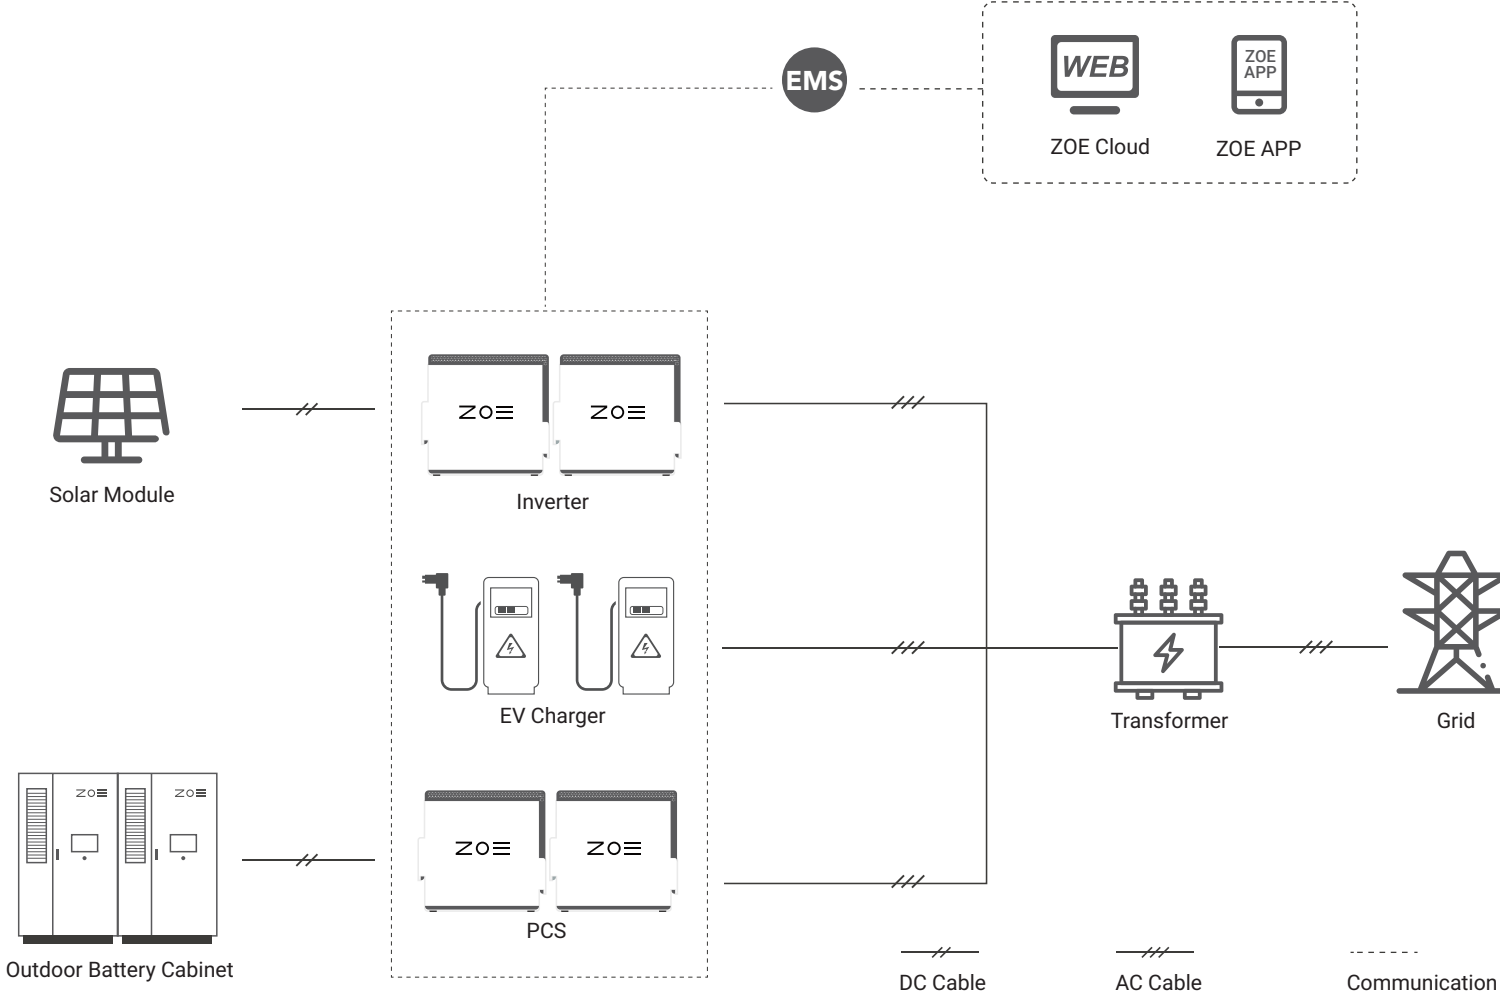 EMS
WEB
ZOE
APP
ZOE Cloud
ZOE APP
ZOE
ZOE
Solar Module
Inverter
EV Charger
Transformer
Grid
ZOE
ZOE
ZOE
ZOE
PCS
Outdoor Battery Cabinet
DC Cable
AC Cable
Communication